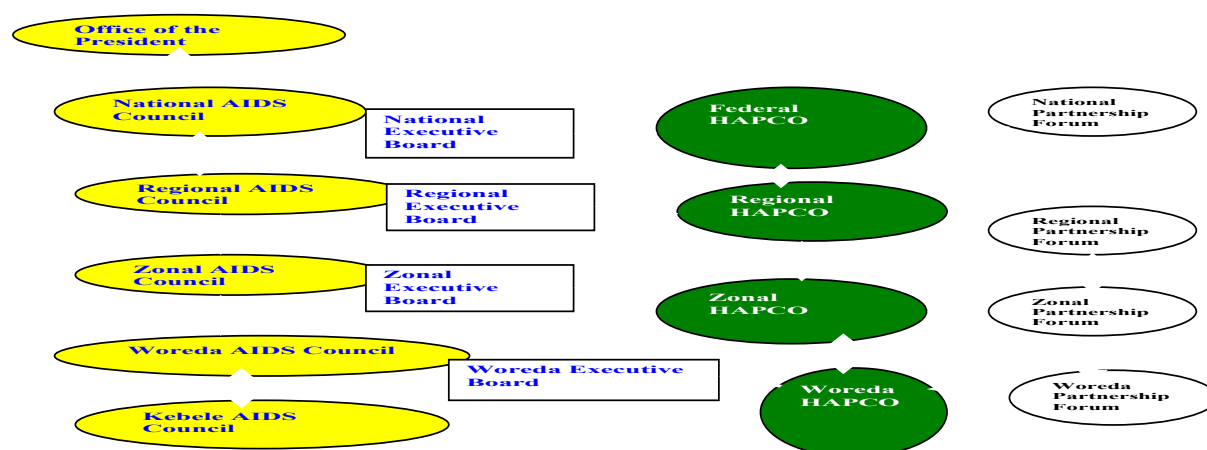 Office of the
President
National AIDS
Council
National
Executive
Board
Federal
HAPCO
National
Partnership
Forum
Regional AIDS
Council
Regional
Executive
Board
Regional
HAPCO
Regional
Partnership
Forum
Zonal AIDS
Council
Zonal
Executive
Board
Zonal
HAPCO
Zonal
Partnership
Forum
Woreda AIDS Council
Woreda Executive
Board
Woreda
HAPCO
Woreda
Partnership
Forum
Kebele AIDS
Council